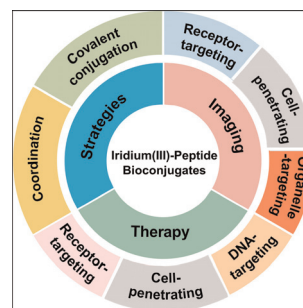 Covalent
conjugation
Receptor-
targeting
Cell-
penetrating
Organelle
-targeting
DNA-
targeting
Cell-
penetrating
Receptor-
targeting
Coordination
Strategies
Imaging
Therapy
Iridium(III)-Peptide
Bioconjugates